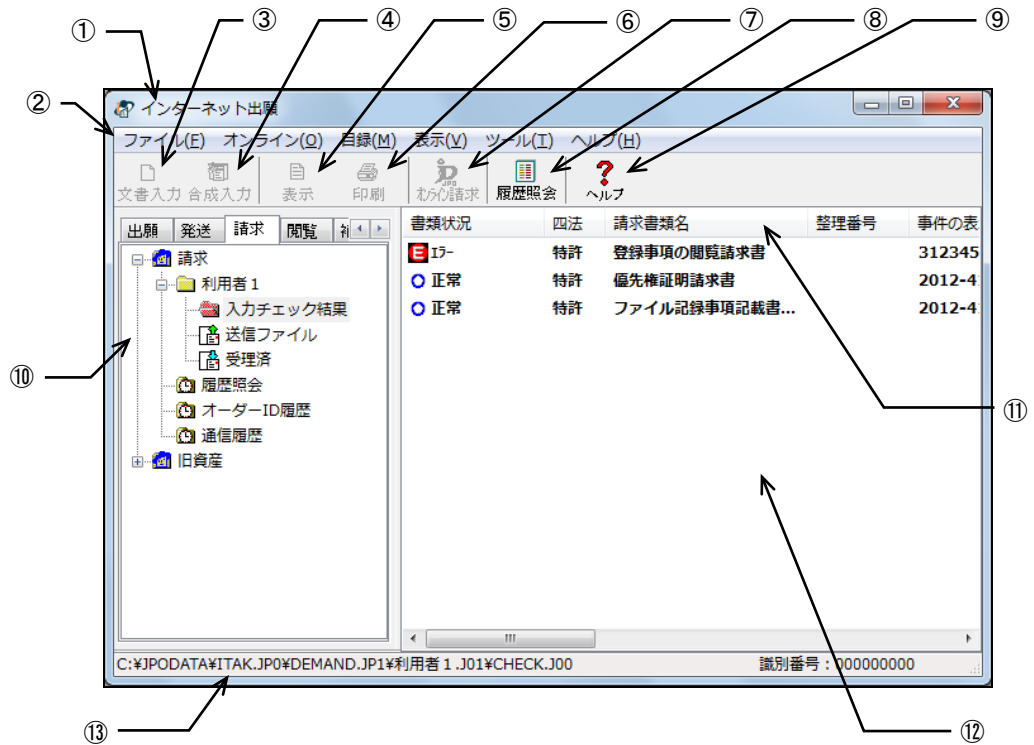 ③ ④ ⑤ ⑥ ⑦ ⑧ ⑨
①
②
インターネット出願
ファイル(F) オンライン(O) 目録(M) 表示(V) ツール(T) ヘルプ(H)
文書入力 合成入力 表示 印刷 ｵﾝﾗｲﾝ請求 履歴照会 ヘルプ
出願 発送 請求 閲覧
書類状況 四法 請求書類名 整理番号 事件の表
E ｴﾗｰ 特許 登録事項の閲覧請求書 312345
正常 特許 優先権証明請求書 2012-4
正常 特許 ファイル記録事項記載書... 2012-4
請求
利用者１
入力チェック結果
送信ファイル
受理済
履歴照会
オーダーID履歴
通信履歴
旧資産
⑩
⑪
C:¥JPODATA¥ITAK.JP0¥DEMAND.JP1¥利用者１.J01¥CHECK.J00 識別番号：000000000
⑬ ⑫